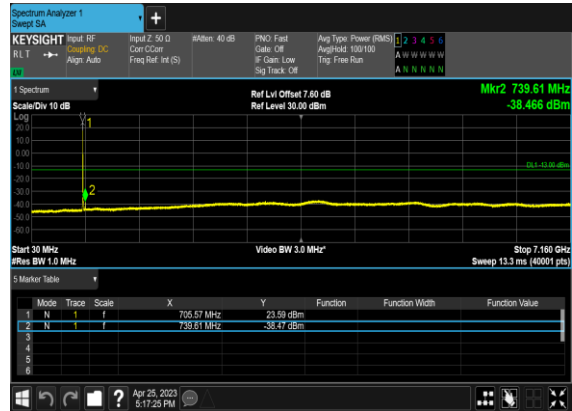 Spectrum Analyzer 1
Swept SA
+
KEYSIGHT Input: RF Input Z: 50 Ω #Atten: 40 dB PNO: Fast Avg Type: Power (RMS) 1 2 3 4 5 6
RLT Coupling: DC Corr CCorr Gate: Off Avg|Hold: 100/100 A W W W W W
Align: Auto Freq Ref: Int (S) IF Gain: Low Trig: Free Run
Sig Track: Off A N N N N N
1 Spectrum Ref Lvl Offset 7.60 dB Mkr2 739.61 MHz
Scale/Div 10 dB Ref Level 30.00 dBm -38.466 dBm
Log
1
20.0
10.0
0.00
-10.0
DL1 -13.00 dBm
-20.0
-30.0
2
-40.0
-50.0
-60.0
Start 30 MHz Video BW 3.0 MHz* Stop 7.160 GHz
#Res BW 1.0 MHz Sweep 13.3 ms (40001 pts)
5 Marker Table
Mode Trace Scale X Y Function Function Width Function Value
1 N 1 f 705.57 MHz 23.59 dBm
2 N 1 f 739.61 MHz -38.47 dBm
3
4
5
6
? Apr 25, 2023
5:17:25 PM